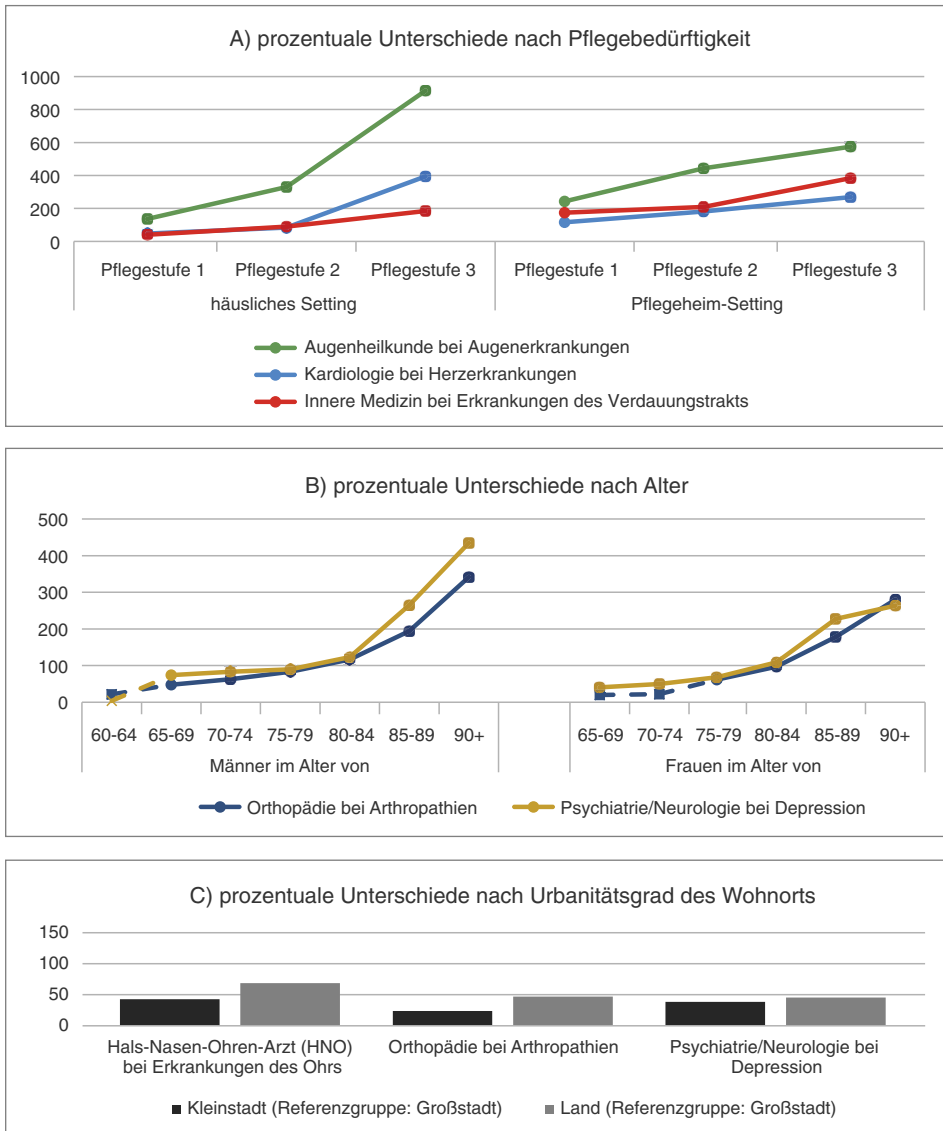 A) prozentuale Unterschiede nach Pflegebedürftigkeit
1000
800
600
400
200
0
Pflegestufe 1 Pflegestufe 2 Pflegestufe 3 Pflegestufe 1 Pflegestufe 2 Pflegestufe 3
häusliches Setting Pflegeheim-Setting
Augenheilkunde bei Augenerkrankungen
Kardiologie bei Herzerkrankungen
Innere Medizin bei Erkrankungen des Verdauungstrakts
B) prozentuale Unterschiede nach Alter
500
400
300
200
100
0
60-64 65-69 70-74 75-79 80-84 85-89 90+ 65-69 70-74 75-79 80-84 85-89 90+
Männer im Alter von Frauen im Alter von
Orthopädie bei Arthropathien Psychiatrie/Neurologie bei Depression
C) prozentuale Unterschiede nach Urbanitätsgrad des Wohnorts
150
100
50
0
Hals-Nasen-Ohren-Arzt (HNO) Orthopädie bei Arthropathien Psychiatrie/Neurologie bei
bei Erkrankungen des Ohrs Depression
Kleinstadt (Referenzgruppe: Großstadt) Land (Referenzgruppe: Großstadt)